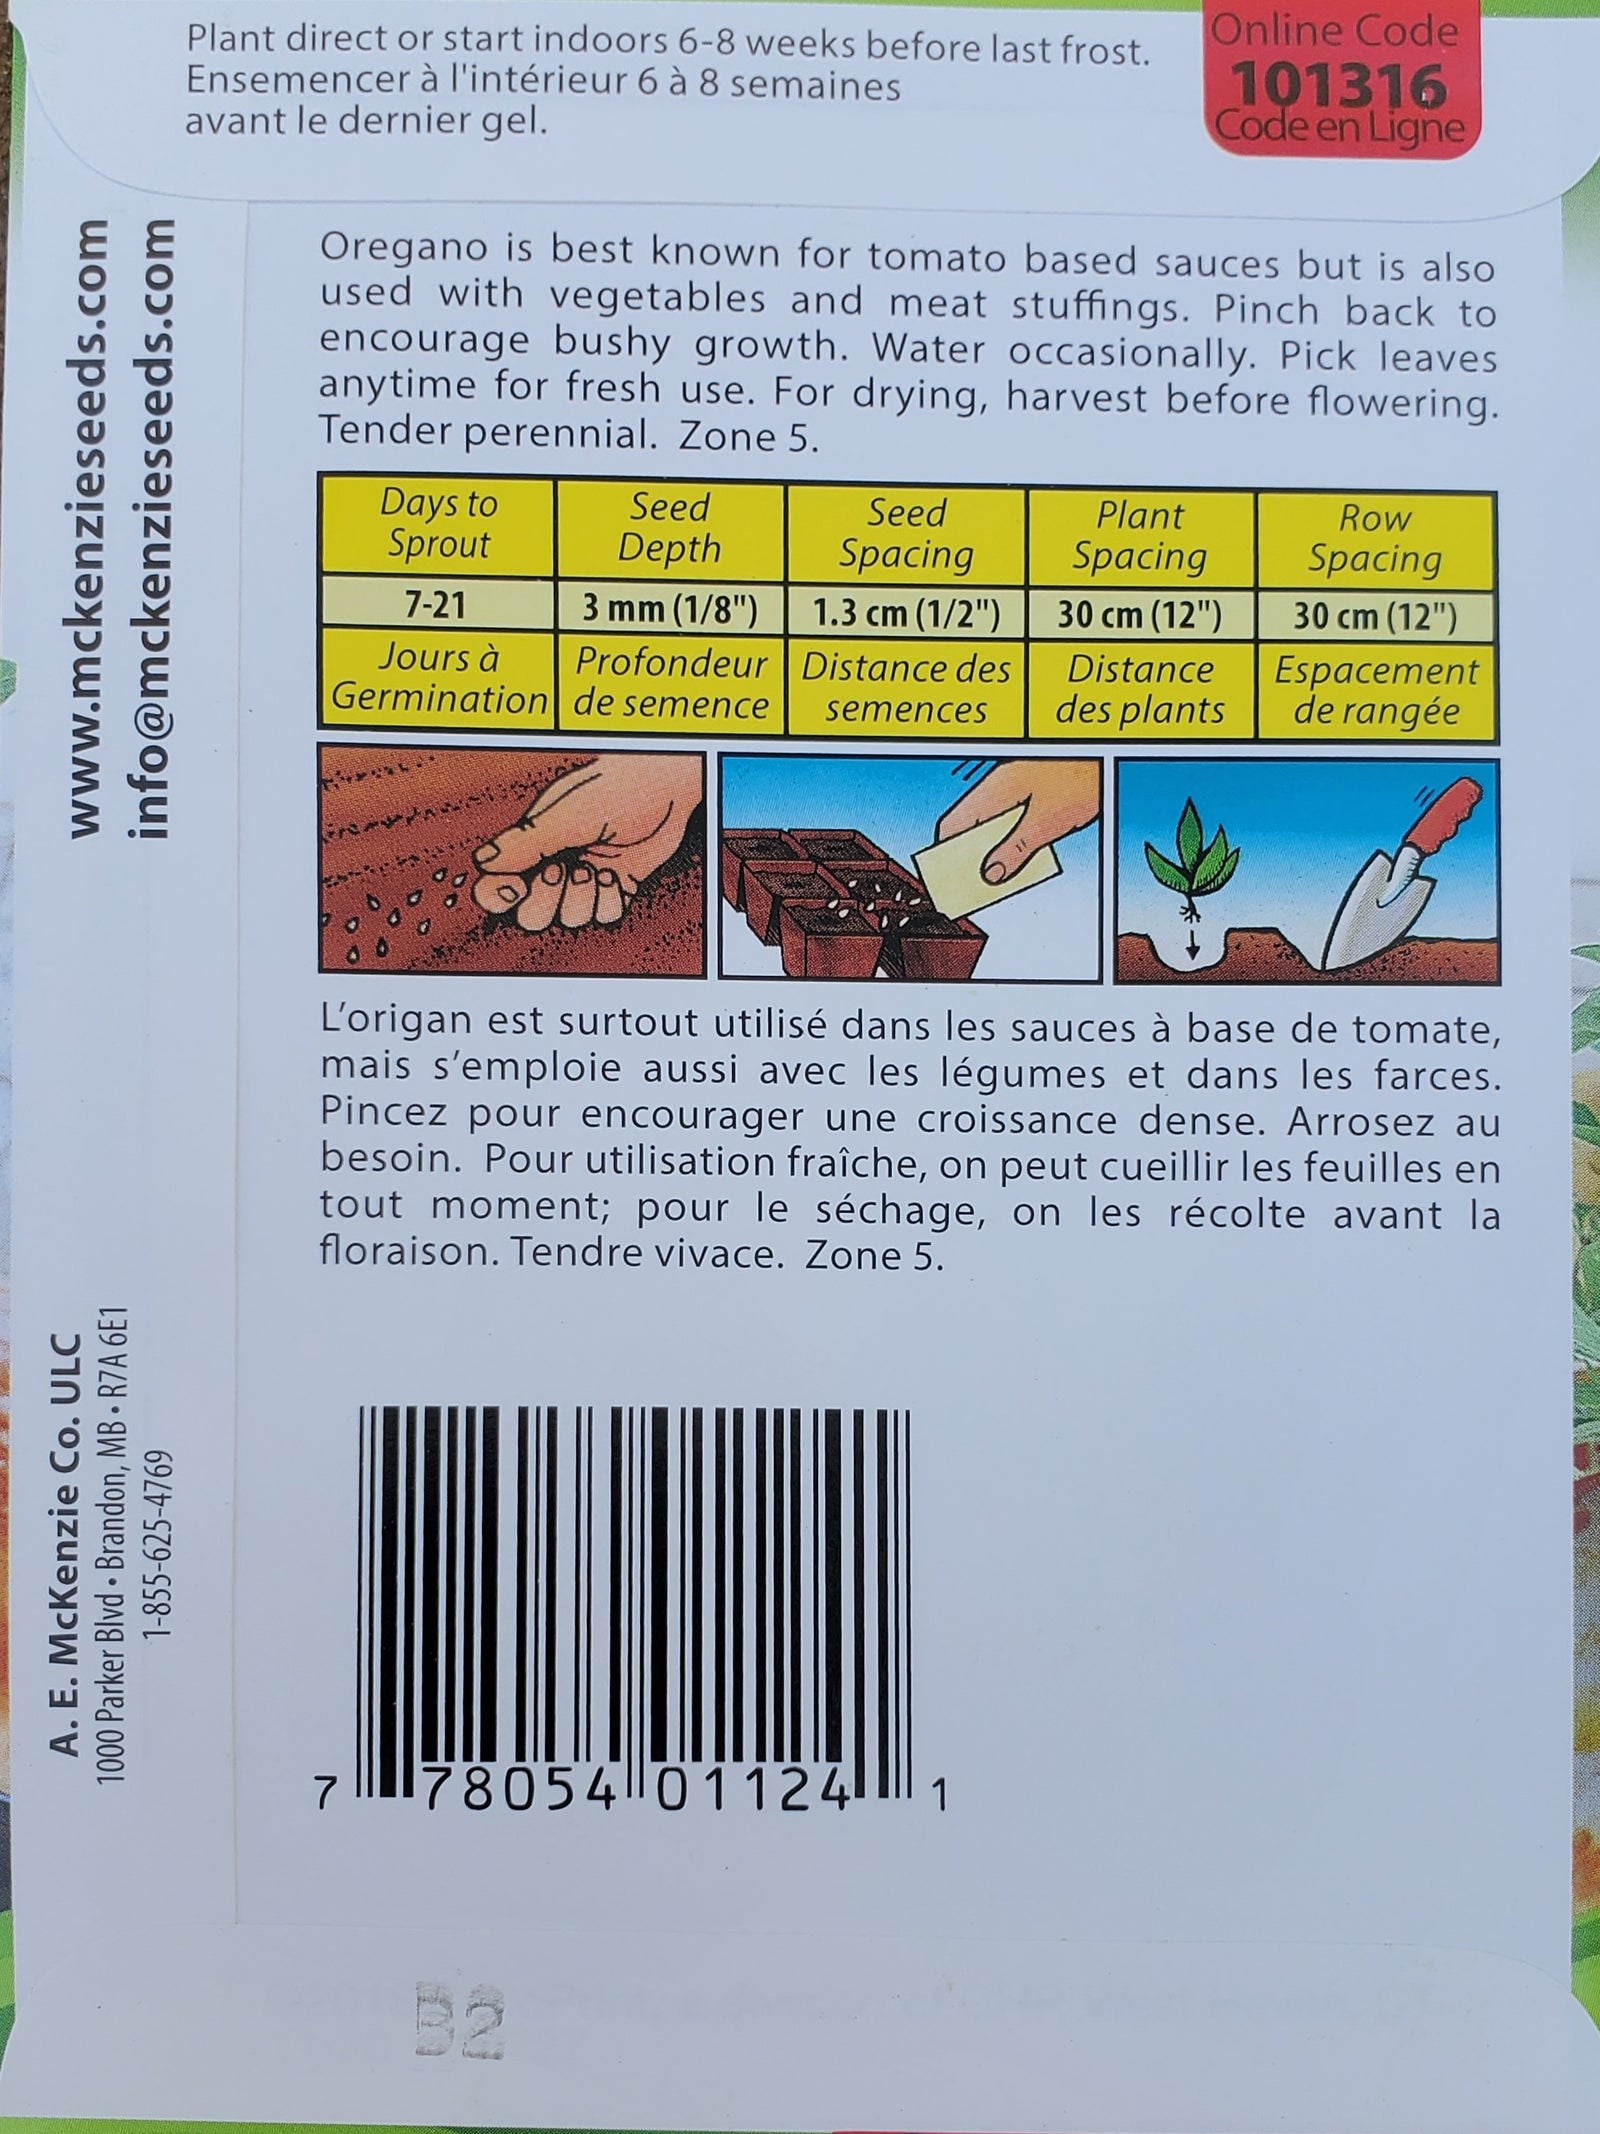 Plant direct or start indoors 6-8 weeks before last frost.
Ensemencer à l'intérieur 6 à 8 semaines
avant le dernier gel.
Online Code
101316
Code en Ligne
www.mckenzieseeds.com
info@mckenzieseeds.com
Oregano is best known for tomato based sauces but is also
used with vegetables and meat stuffings. Pinch back to
encourage bushy growth. Water occasionally. Pick leaves
anytime for fresh use. For drying, harvest before flowering.
Tender perennial. Zone 5.
Days to
Sprout
Seed
Depth
Seed
Spacing
Plant
Spacing
Row
Spacing
7-21
3 mm (1/8")
1.3 cm (1/2")
30 cm (12")
30 cm (12")
Jours à
Germination
Profondeur
de semence
Distance des
semences
Distance
des plants
Espacement
de rangée
L'origan est surtout utilisé dans les sauces à base de tomate,
mais s'emploie aussi avec les légumes et dans les farces.
Pincez pour encourager une croissance dense. Arrosez au
besoin. Pour utilisation fraîche, on peut cueillir les feuilles en
tout moment; pour le séchage, on les récolte avant la
floraison. Tendre vivace. Zone 5.
A. E. McKenzie Co. ULC
1000 Parker Blvd • Brandon, MB • R7A 6E1
1-855-625-4769
7 78054 01124 1
B2